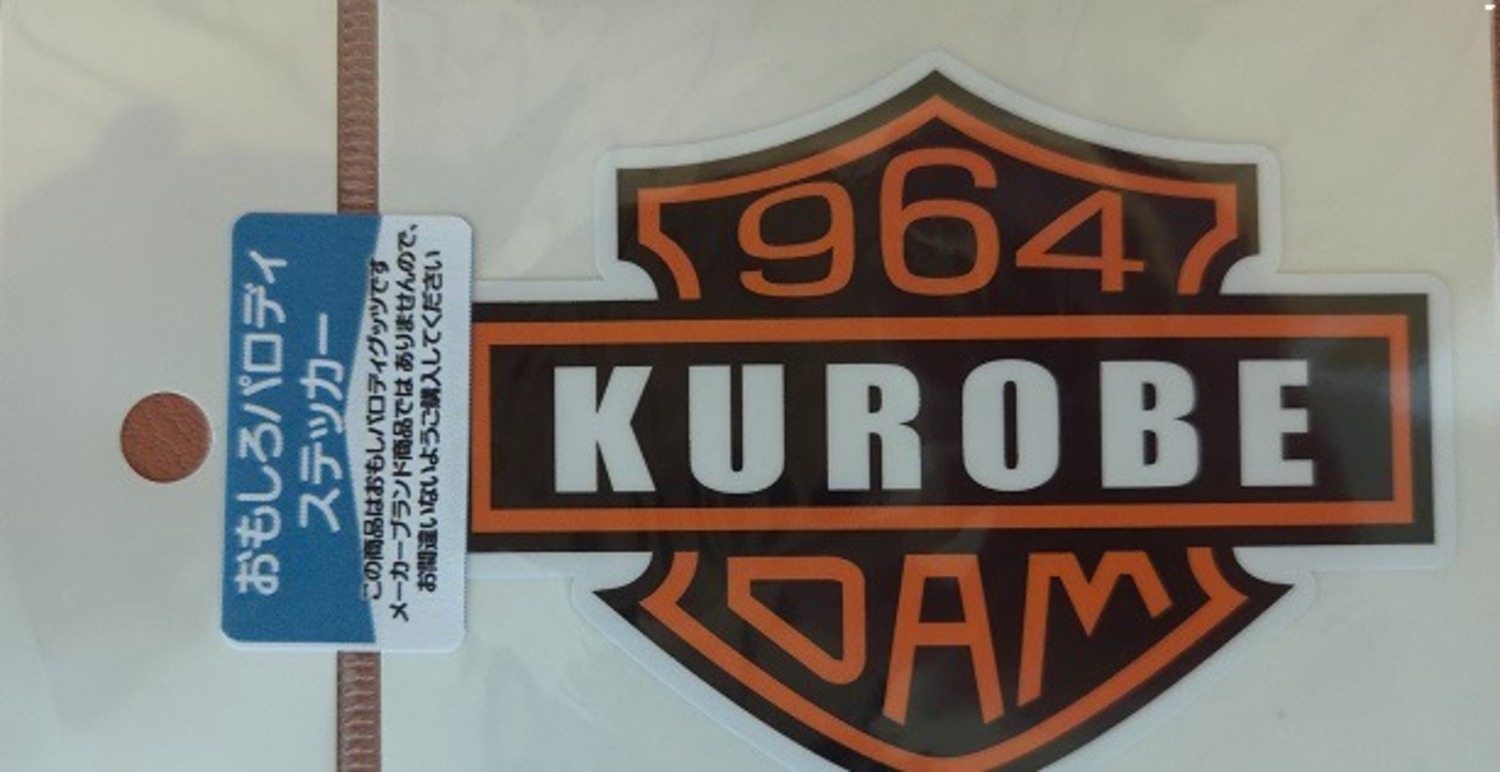 964
KUROBE
DAM
おもしろパロディ
ステッカー
この商品はおもしパロディグッツです
メーカーブランド商品では ありませんので、
お間違いないようご購入してください